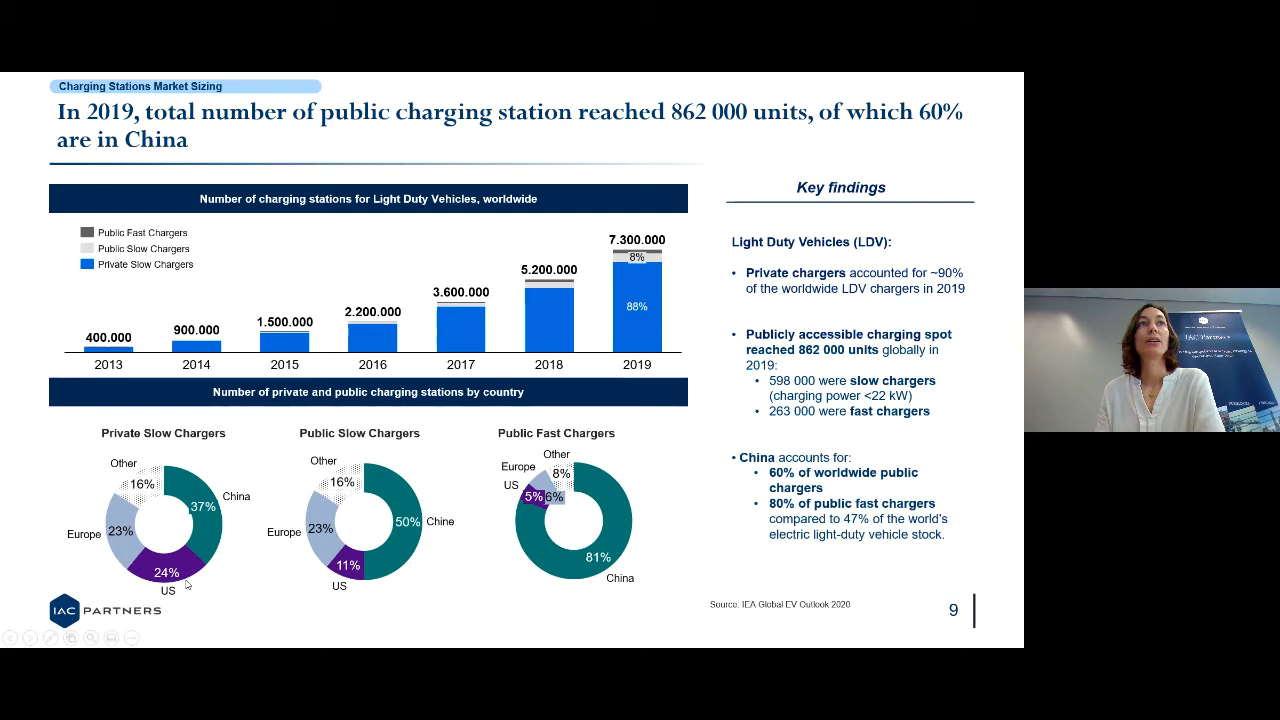 Charging Stations Market Sizing
In 2019, total number of public charging station reached 862 000 units, of which 60%
are in China
Number of charging stations for Light Duty Vehicles, worldwide
Public Fast Chargers
Public Slow Chargers
Private Slow Chargers
400.000
900.000
1.500.000
2.200.000
3.600.000
5.200.000
7.300.000
8%
88%
2013
2014
2015
2016
2017
2018
2019
Number of private and public charging stations by country
Private Slow Chargers
Other
16%
37%
China
Europe
23%
24%
US
Public Slow Chargers
Other
16%
50%
Chine
Europe
23%
11%
US
Public Fast Chargers
Other
Europe
8%
US
5%
6%
81%
China
Key findings
Light Duty Vehicles (LDV):
• Private chargers accounted for ~90%
of the worldwide LDV chargers in 2019
• Publicly accessible charging spot
reached 862 000 units globally in
2019:
• 598 000 were slow chargers
(charging power <22 kW)
• 263 000 were fast chargers
• China accounts for:
• 60% of worldwide public
chargers
• 80% of public fast chargers
compared to 47% of the world's
electric light-duty vehicle stock.
IAC PARTNERS
Source: IEA Global EV Outlook 2020
9
IAC Partners